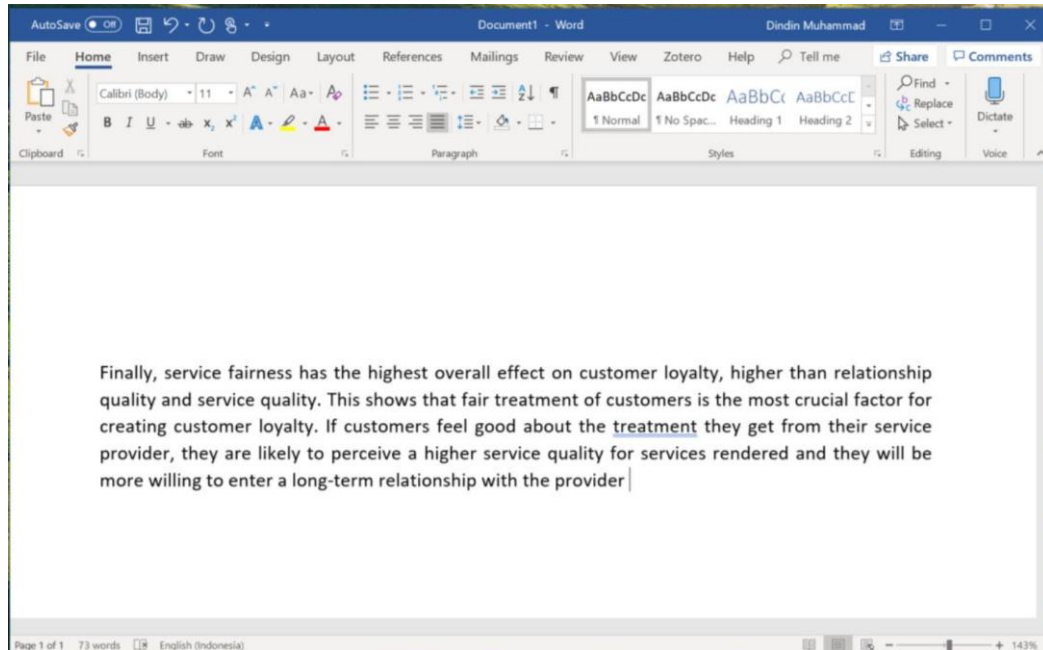 AutoSave Off Document1 - Word Dindin Muhammad
File Home Insert Draw Design Layout References Mailings Review View Zotero Help Tell me Share Comments
Paste Calibri (Body) 11 A^ Aˇ Aa A AaBbCcDc AaBbCcDc AaBbCc AaBbCcC Find Dictate
B I U ab x₂ x² A A ¶ Normal ¶ No Spac... Heading 1 Heading 2 Replace
Select
Clipboard Font Paragraph Styles Editing Voice
Finally, service fairness has the highest overall effect on customer loyalty, higher than relationship
quality and service quality. This shows that fair treatment of customers is the most crucial factor for
creating customer loyalty. If customers feel good about the treatment they get from their service
provider, they are likely to perceive a higher service quality for services rendered and they will be
more willing to enter a long-term relationship with the provider
Page 1 of 1 73 words English (Indonesia) 143%